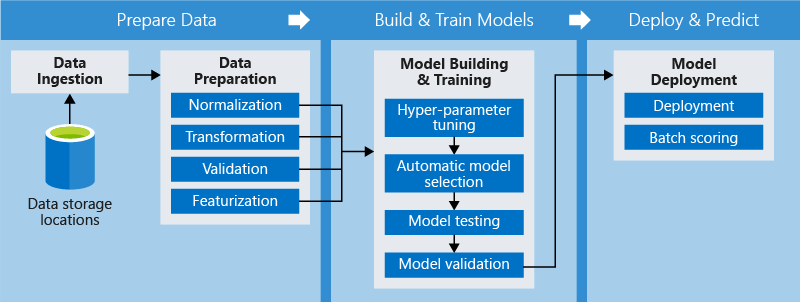 Prepare Data
Build & Train Models
Deploy & Predict
Data
Ingestion
Data storage
locations
Data
Preparation
Normalization
Transformation
Validation
Featurization
Model Building
& Training
Hyper-parameter
tuning
Automatic model
selection
Model testing
Model validation
Model
Deployment
Deployment
Batch scoring